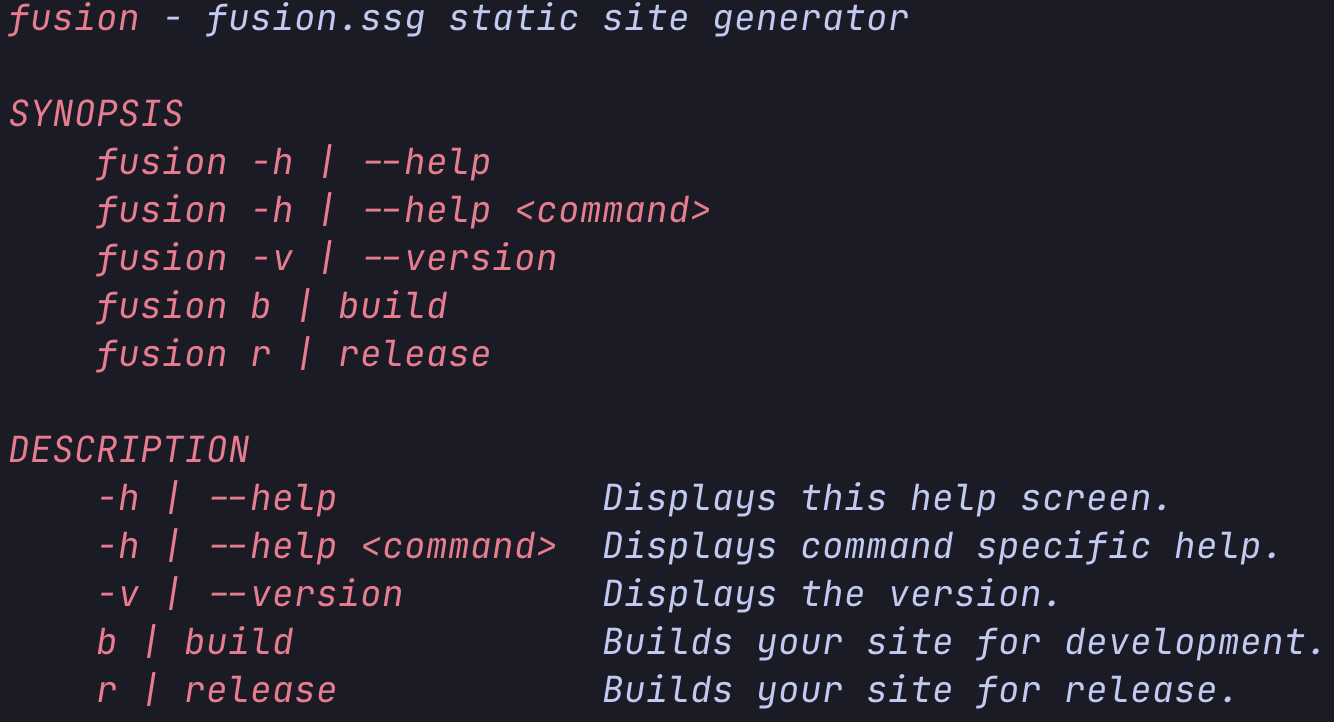 fusion - fusion.ssg static site generator

SYNOPSIS
    fusion -h | --help
    fusion -h | --help <command>
    fusion -v | --version
    fusion b | build
    fusion r | release

DESCRIPTION
    -h | --help            Displays this help screen.
    -h | --help <command>  Displays command specific help.
    -v | --version         Displays the version.
    b | build              Builds your site for development.
    r | release            Builds your site for release.